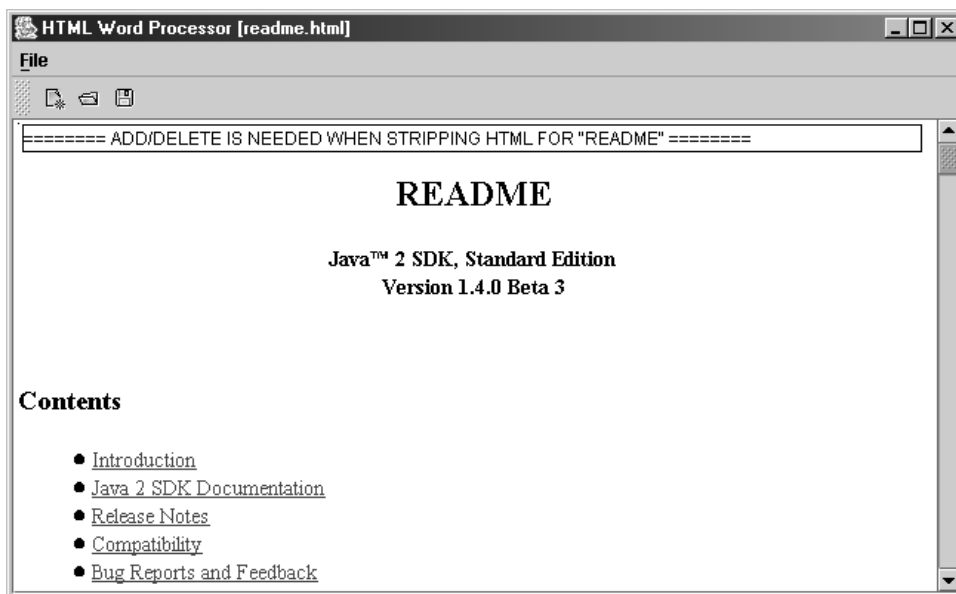 HTML Word Processor [readme.html]
File
======== ADD/DELETE IS NEEDED WHEN STRIPPING HTML FOR "README" ========
README
Java™ 2 SDK, Standard Edition
Version 1.4.0 Beta 3
Contents
Introduction
Java 2 SDK Documentation
Release Notes
Compatibility
Bug Reports and Feedback